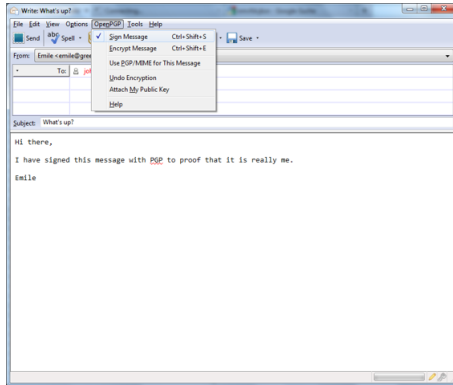 Write: What's up?
File Edit View Options OpenPGP Tools Help
Send Spell Save
From: Emile <emile@gree
To:
Sign Message Ctrl+Shift+S
Encrypt Message Ctrl+Shift+E
Use PGP/MIME for This Message
Undo Encryption
Attach My Public Key
Help
Subject: What's up?
Hi there,
I have signed this message with PGP to proof that it is really me.
Emile